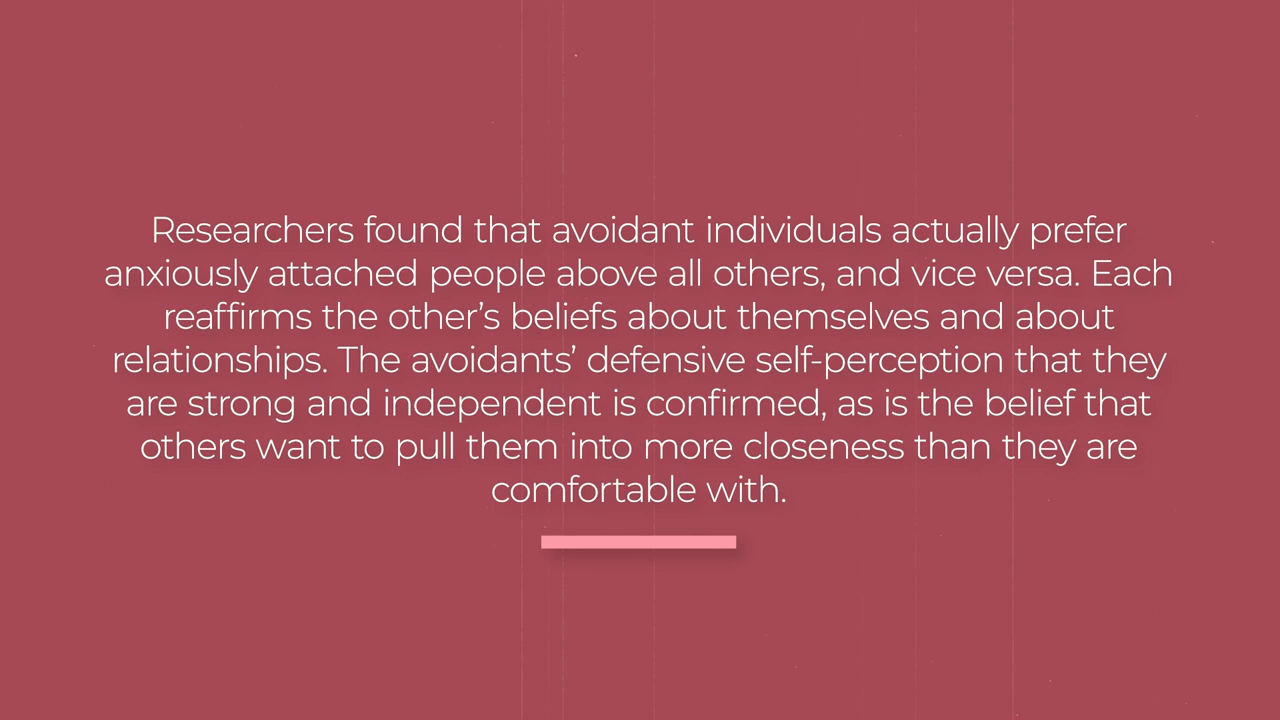 Researchers found that avoidant individuals actually prefer
anxiously attached people above all others, and vice versa. Each
reaffirms the other’s beliefs about themselves and about
relationships. The avoidants’ defensive self-perception that they
are strong and independent is confirmed, as is the belief that
others want to pull them into more closeness than they are
comfortable with.